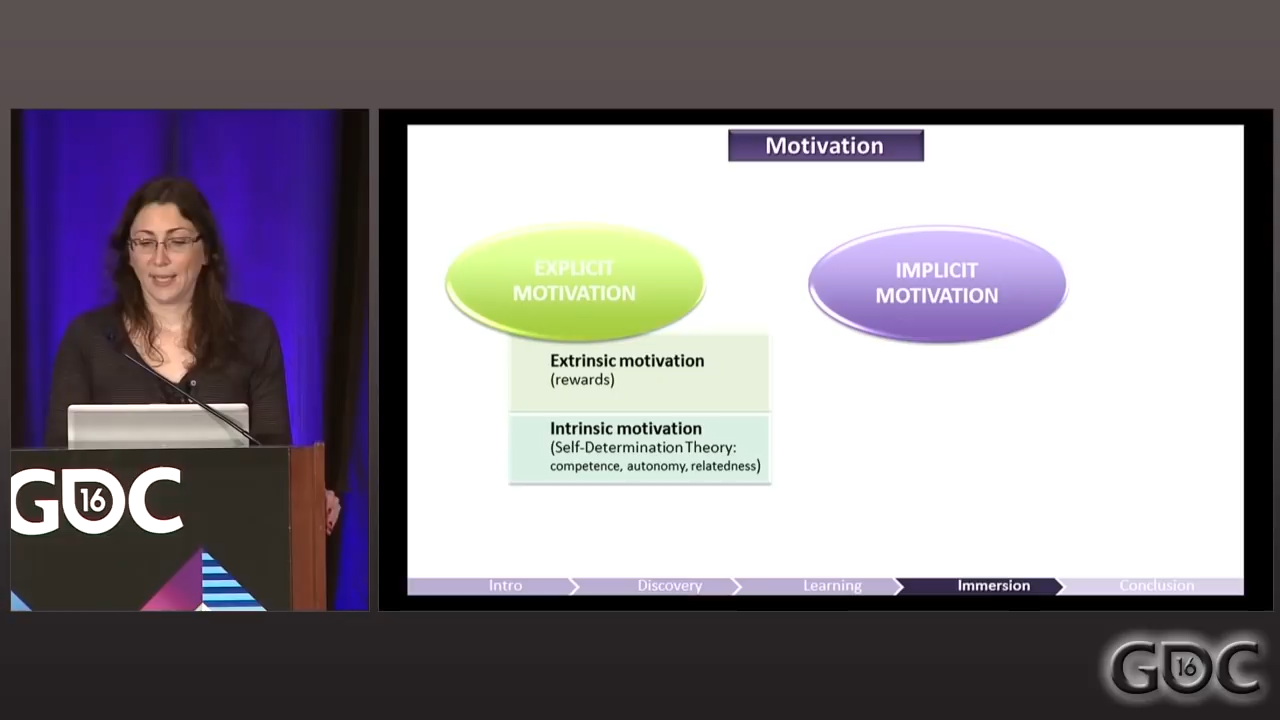 Motivation
EXPLICIT
MOTIVATION
IMPLICIT
MOTIVATION
Extrinsic motivation
(rewards)
Intrinsic motivation
(Self-Determination Theory:
competence, autonomy, relatedness)
Intro
Discovery
Learning
Immersion
Conclusion
GDC
16
GDC
16